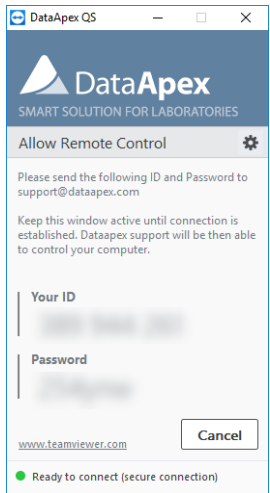 DataApex QS
DataApex
SMART SOLUTION FOR LABORATORIES
Allow Remote Control
Please send the following ID and Password to
support@dataapex.com
Keep this window active until connection is
established. Dataapex support will be then able
to control your computer.
Your ID
Password
www.teamviewer.com
Cancel
Ready to connect (secure connection)